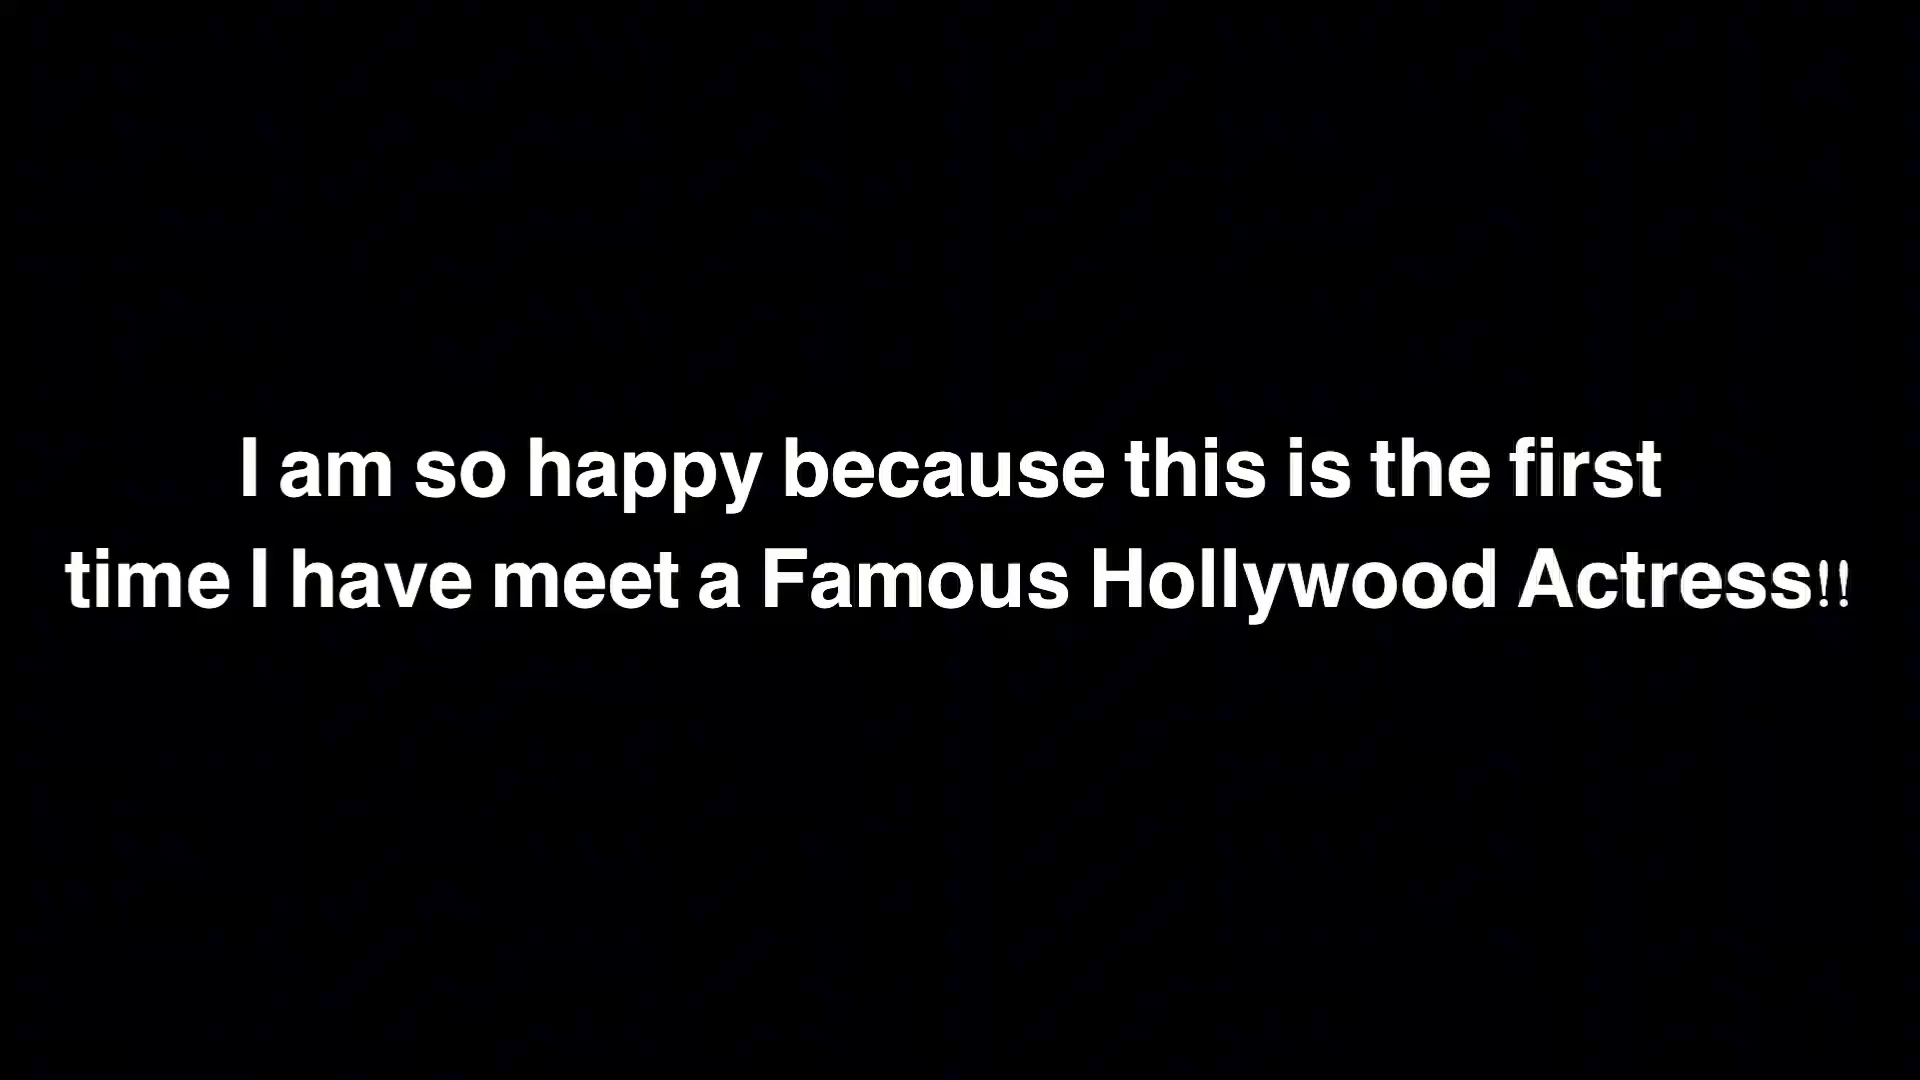 I am so happy because this is the first
time I have meet a Famous Hollywood Actress!!